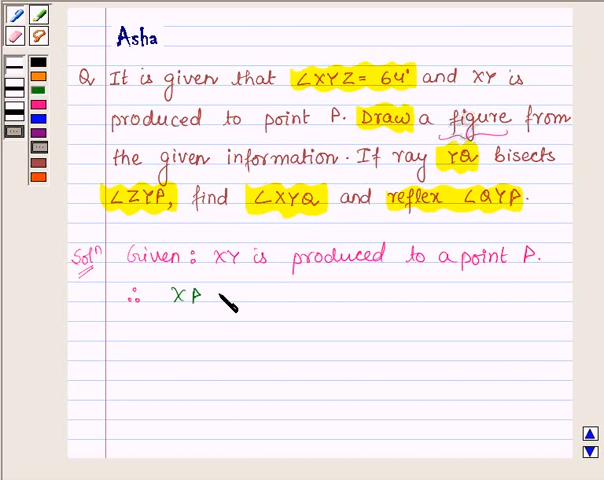 Asha
Q It is given that ∠XYZ = 64° and XY is
produced to point P. Draw a figure from
the given information. If ray YQ bisects
∠ZYP, find ∠XYQ and reflex ∠QYP.
Solⁿ Given : XY is produced to a point P.
∴ XP